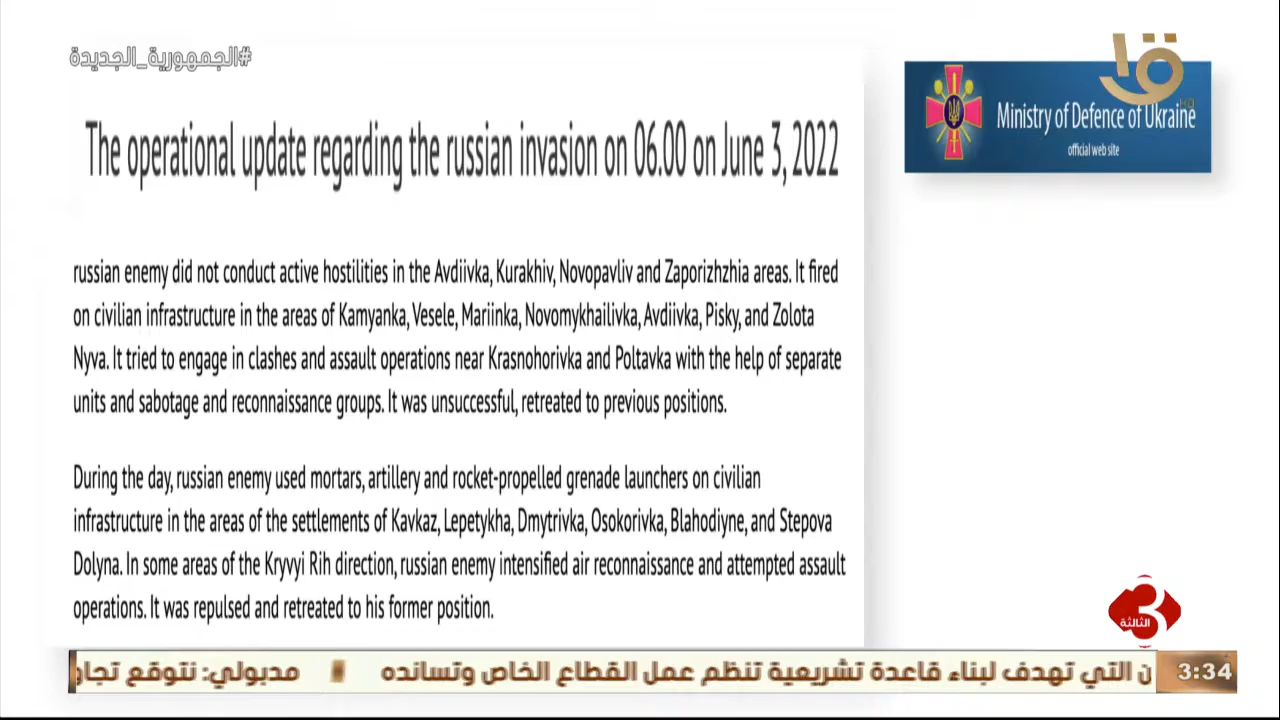 #الجمهورية_الجديدة
The operational update regarding the russian invasion on 06.00 on June 3, 2022
Ministry of Defence of Ukraine
official web site
russian enemy did not conduct active hostilities in the Avdiivka, Kurakhiv, Novopavliv and Zaporizhzhia areas. It fired
on civilian infrastructure in the areas of Kamyanka, Vesele, Mariinka, Novomykhailivka, Avdiivka, Pisky, and Zolota
Nyva. It tried to engage in clashes and assault operations near Krasnohorivka and Poltavka with the help of separate
units and sabotage and reconnaissance groups. It was unsuccessful, retreated to previous positions.
During the day, russian enemy used mortars, artillery and rocket-propelled grenade launchers on civilian
infrastructure in the areas of the settlements of Kavkaz, Lepetykha, Dmytrivka, Osokorivka, Blahodiyne, and Stepova
Dolyna. In some areas of the Kryvyi Rih direction, russian enemy intensified air reconnaissance and attempted assault
operations. It was repulsed and retreated to his former position.
3
الثالثة
3:34
ن التي تهدف لبناء قاعدة تشريعية تنظم عمل القطاع الخاص وتسانده
مدبولي: نتوقع تجاو